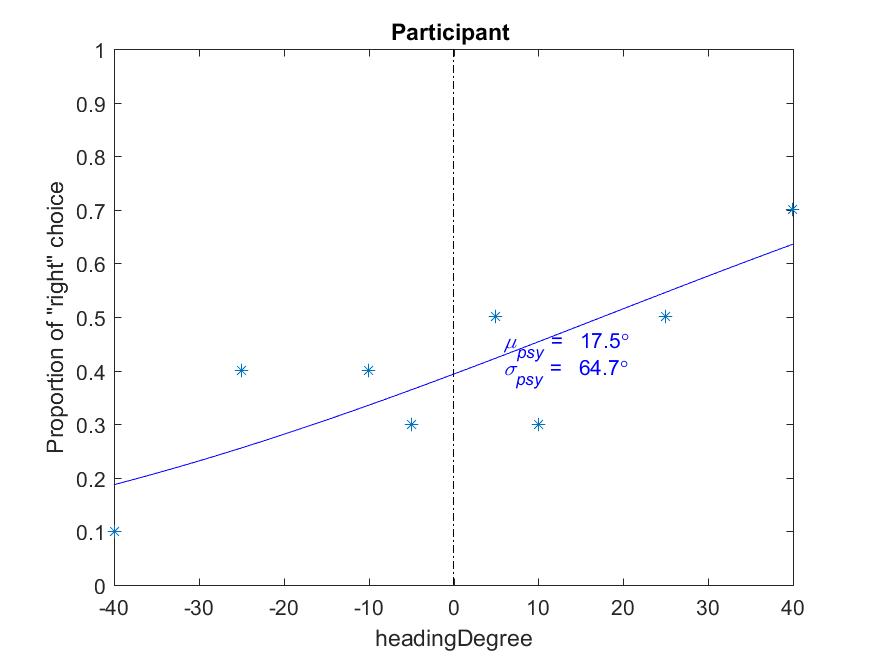 Participant
1
0.9
0.8
0.7
0.6
0.5
0.4
0.3
0.2
0.1
0
Proportion of "right" choice
μpsy = 17.5°
σpsy = 64.7°
-40 -30 -20 -10 0 10 20 30 40
headingDegree